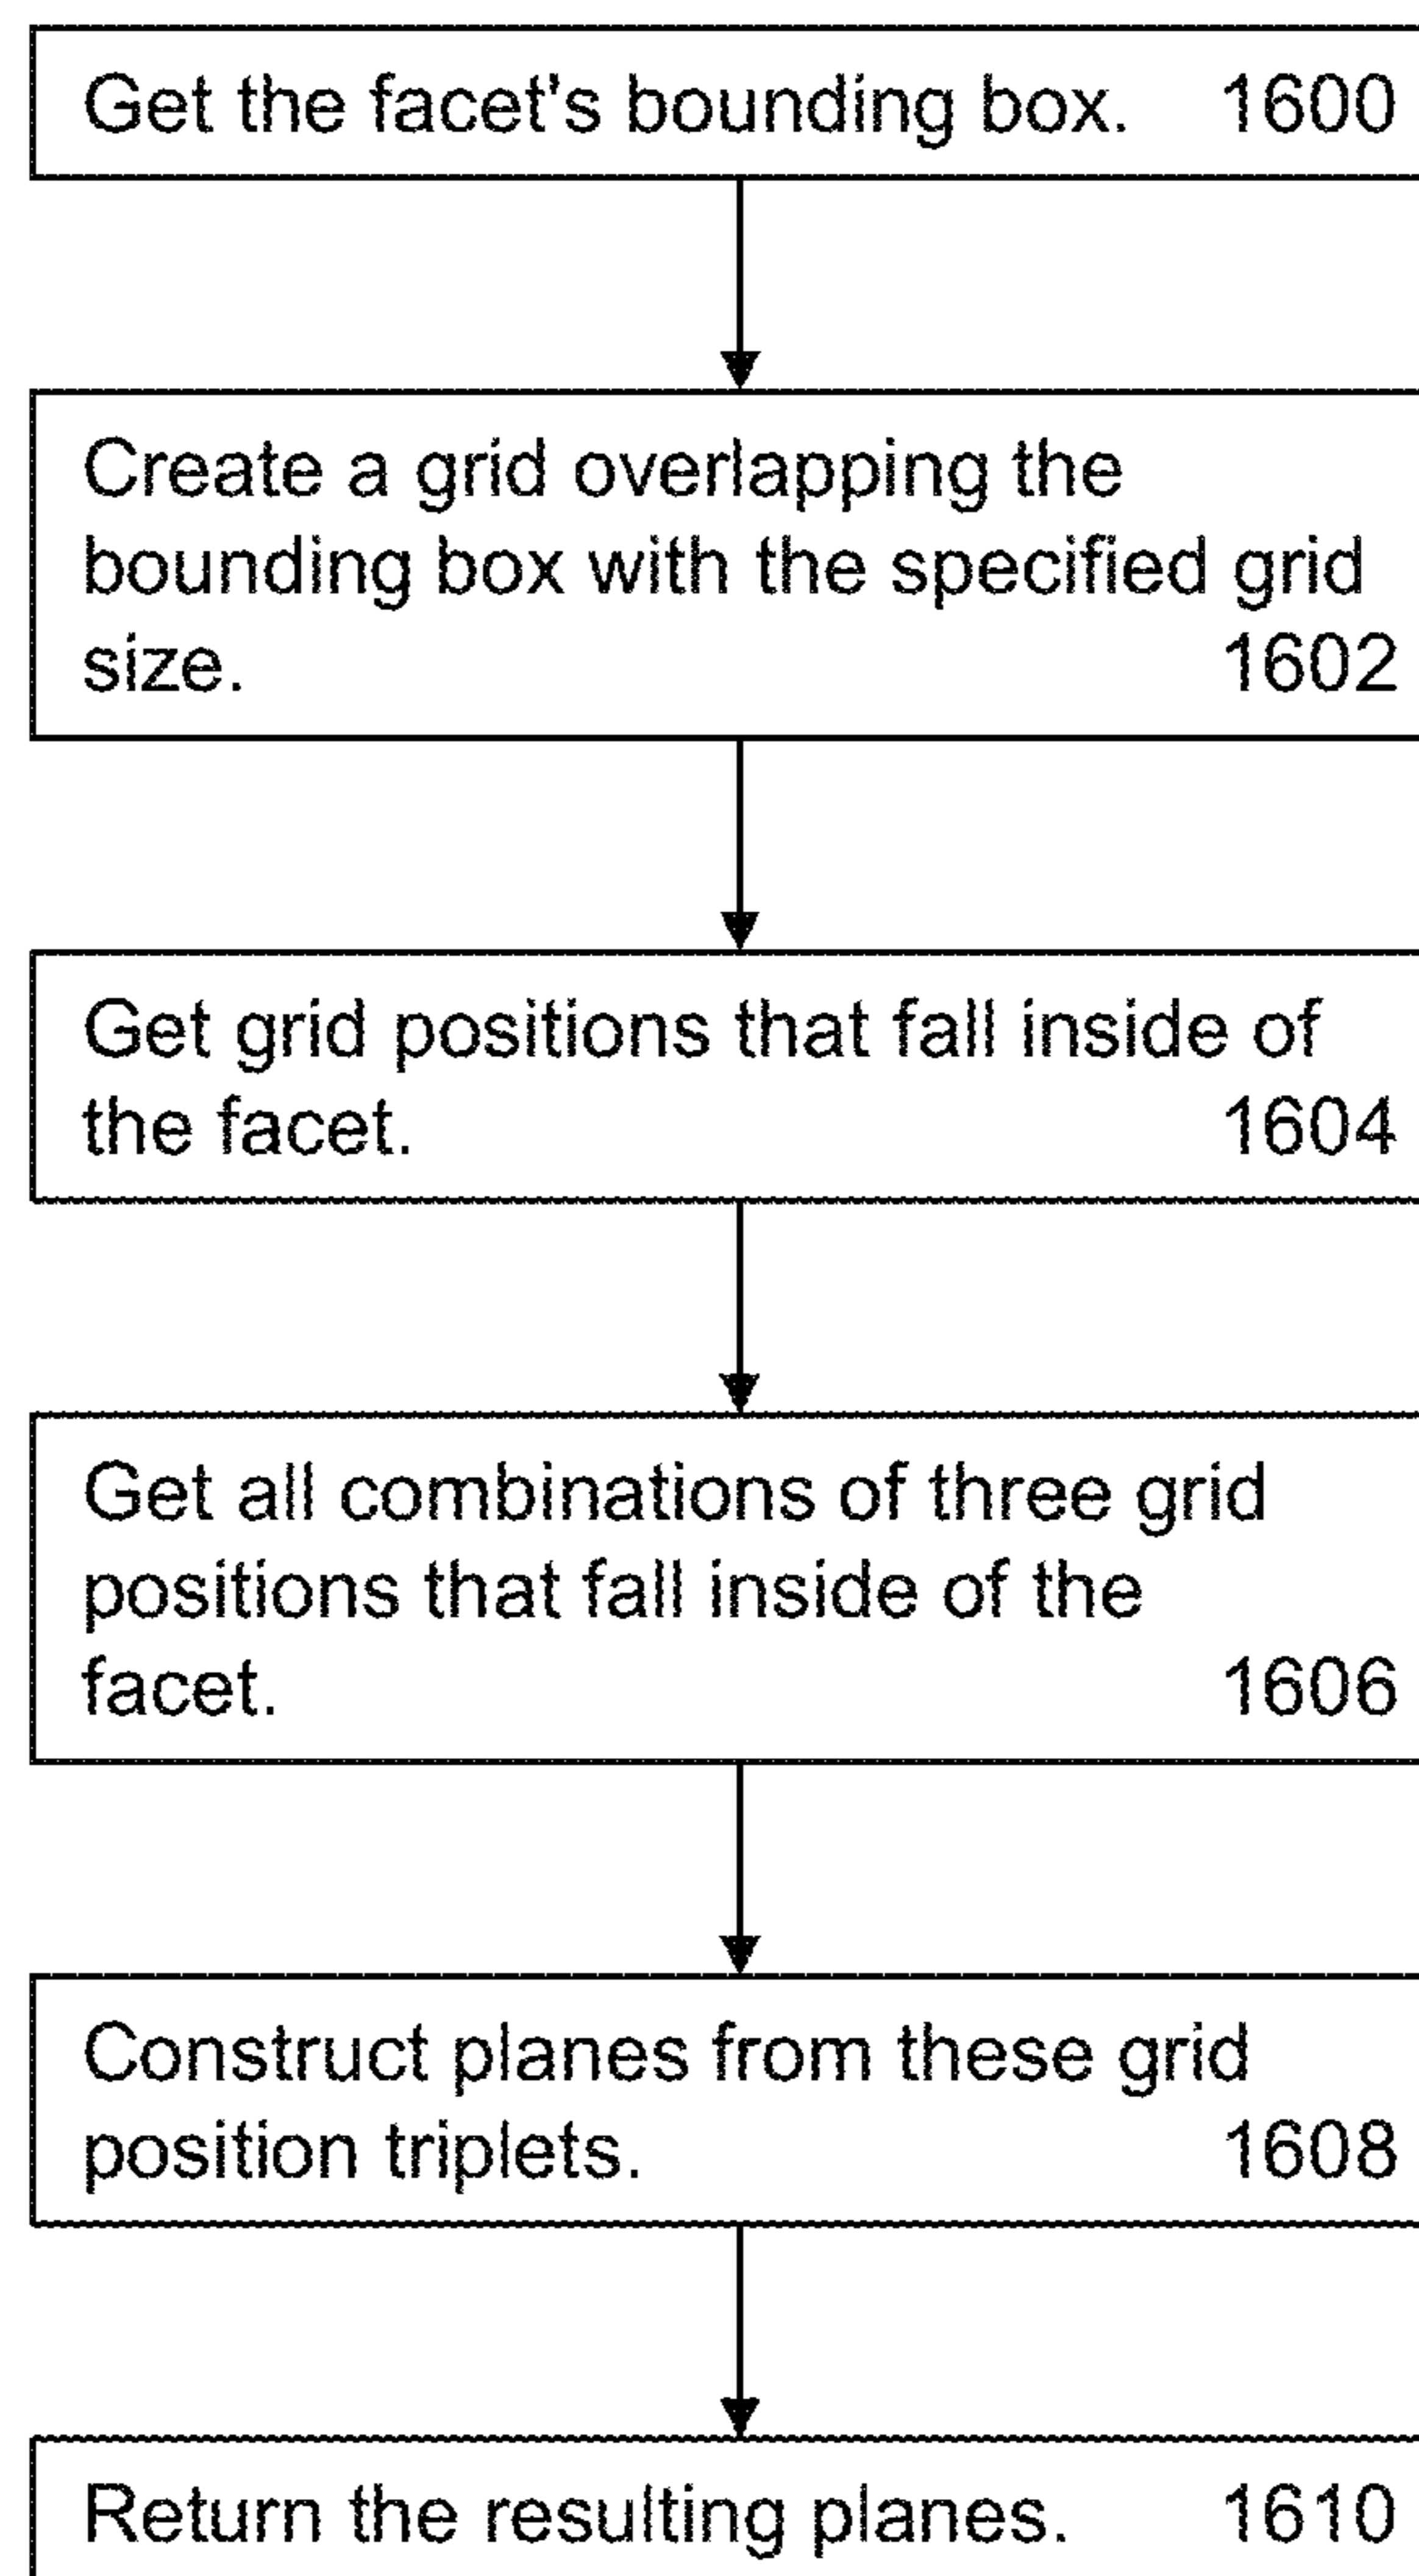 Get the facet's bounding box. 1600
Create a grid overlapping the
bounding box with the specified grid
size. 1602
Get grid positions that fall inside of
the facet. 1604
Get all combinations of three grid
positions that fall inside of the
facet. 1606
Construct planes from these grid
position triplets. 1608
Return the resulting planes. 1610